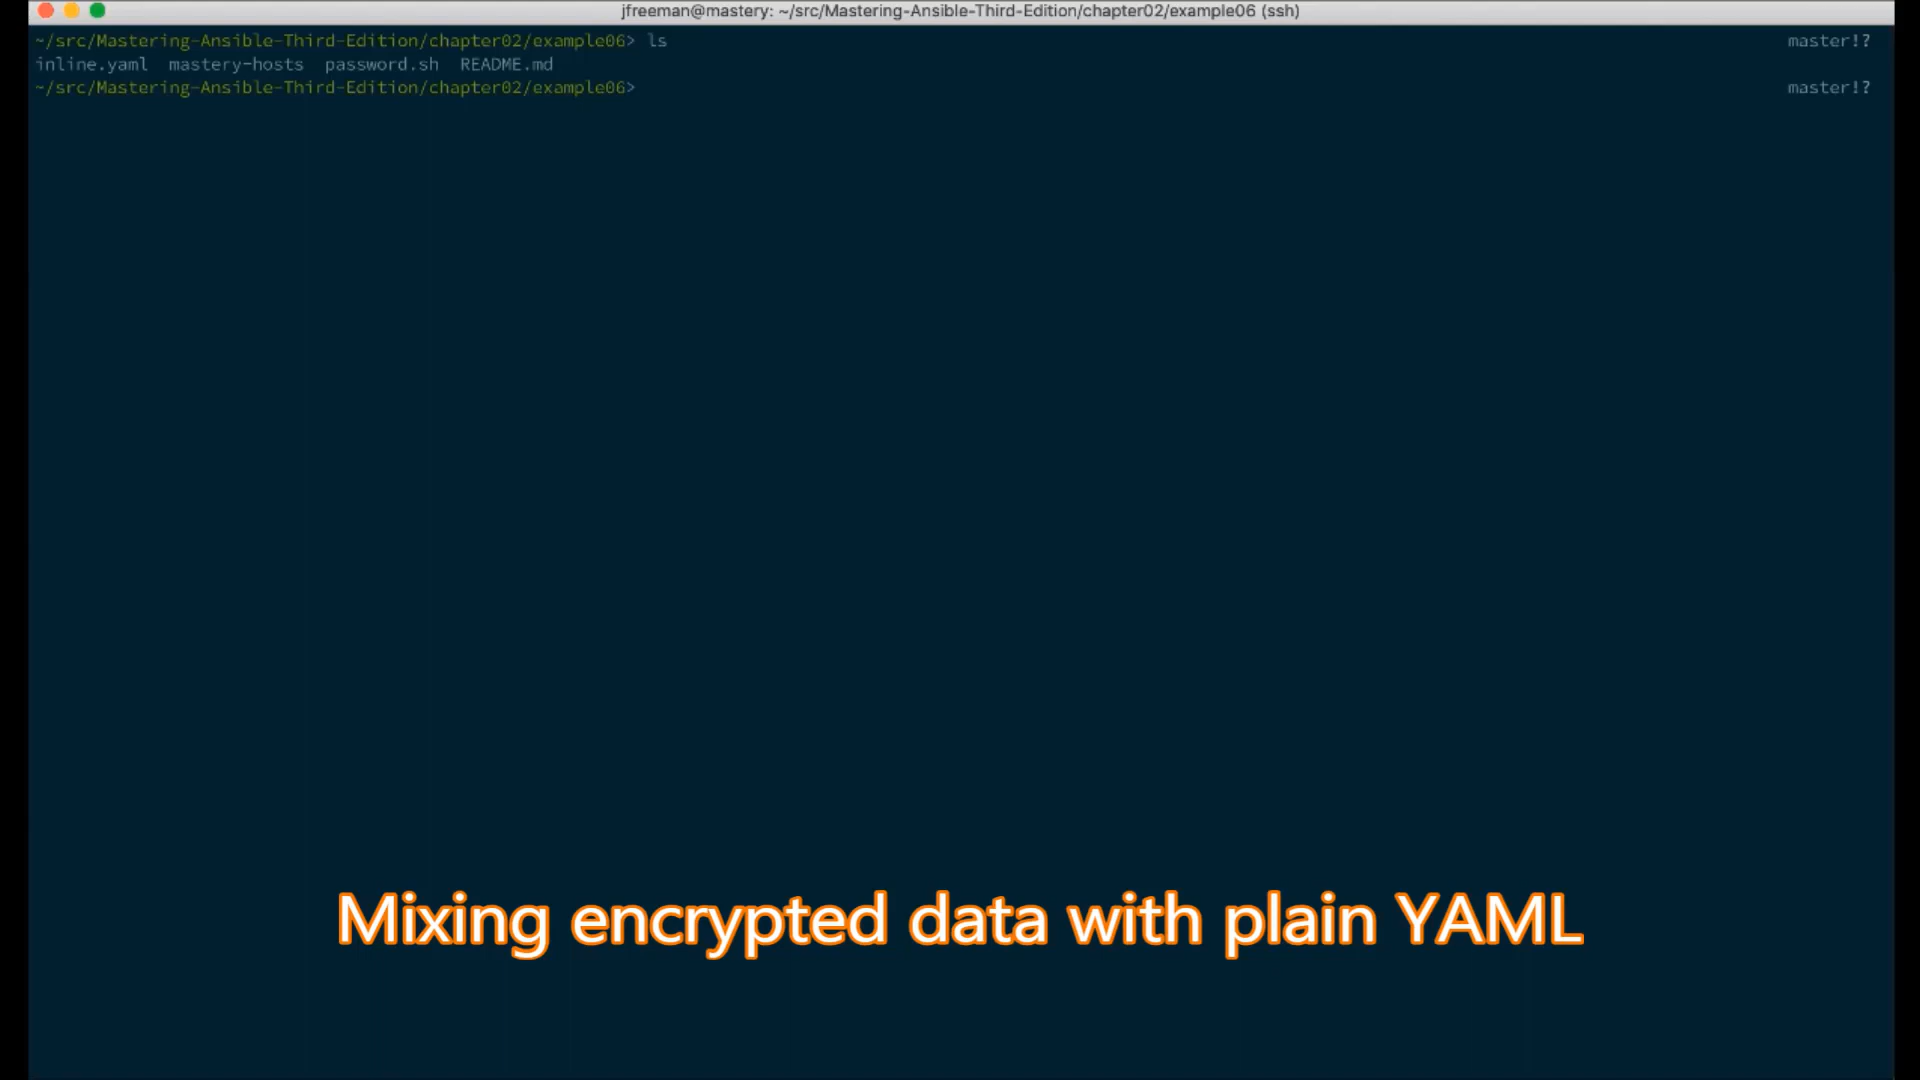 jfreeman@mastery: ~/src/Mastering-Ansible-Third-Edition/chapter02/example06 (ssh)
~/src/Mastering-Ansible-Third-Edition/chapter02/example06> ls master!?
inline.yaml mastery-hosts password.sh README.md
~/src/Mastering-Ansible-Third-Edition/chapter02/example06> master!?
Mixing encrypted data with plain YAML